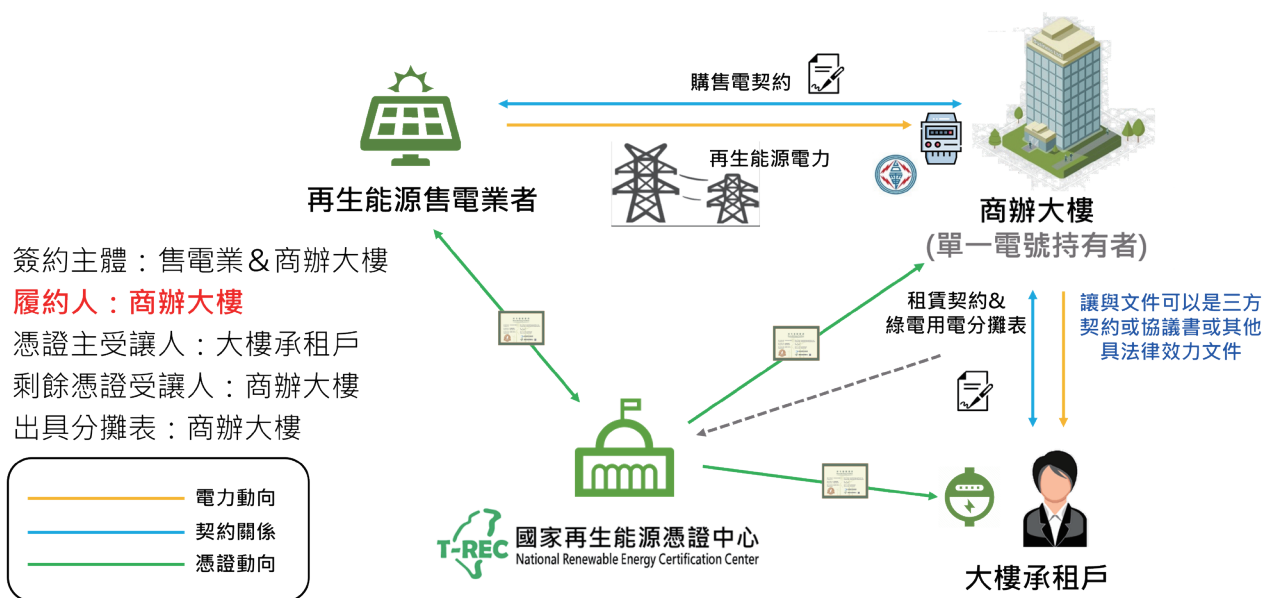 購售電契約
再生能源電力
再生能源售電業者
商辦大樓
(單一電號持有者)
簽約主體：售電業＆商辦大樓
履約人：商辦大樓
憑證主受讓人：大樓承租戶
剩餘憑證受讓人：商辦大樓
出具分攤表：商辦大樓
租賃契約&
綠電用電分攤表
讓與文件可以是三方
契約或協議書或其他
具法律效力文件
電力動向
契約關係
憑證動向
T-REC
國家再生能源憑證中心
National Renewable Energy Certification Center
大樓承租戶